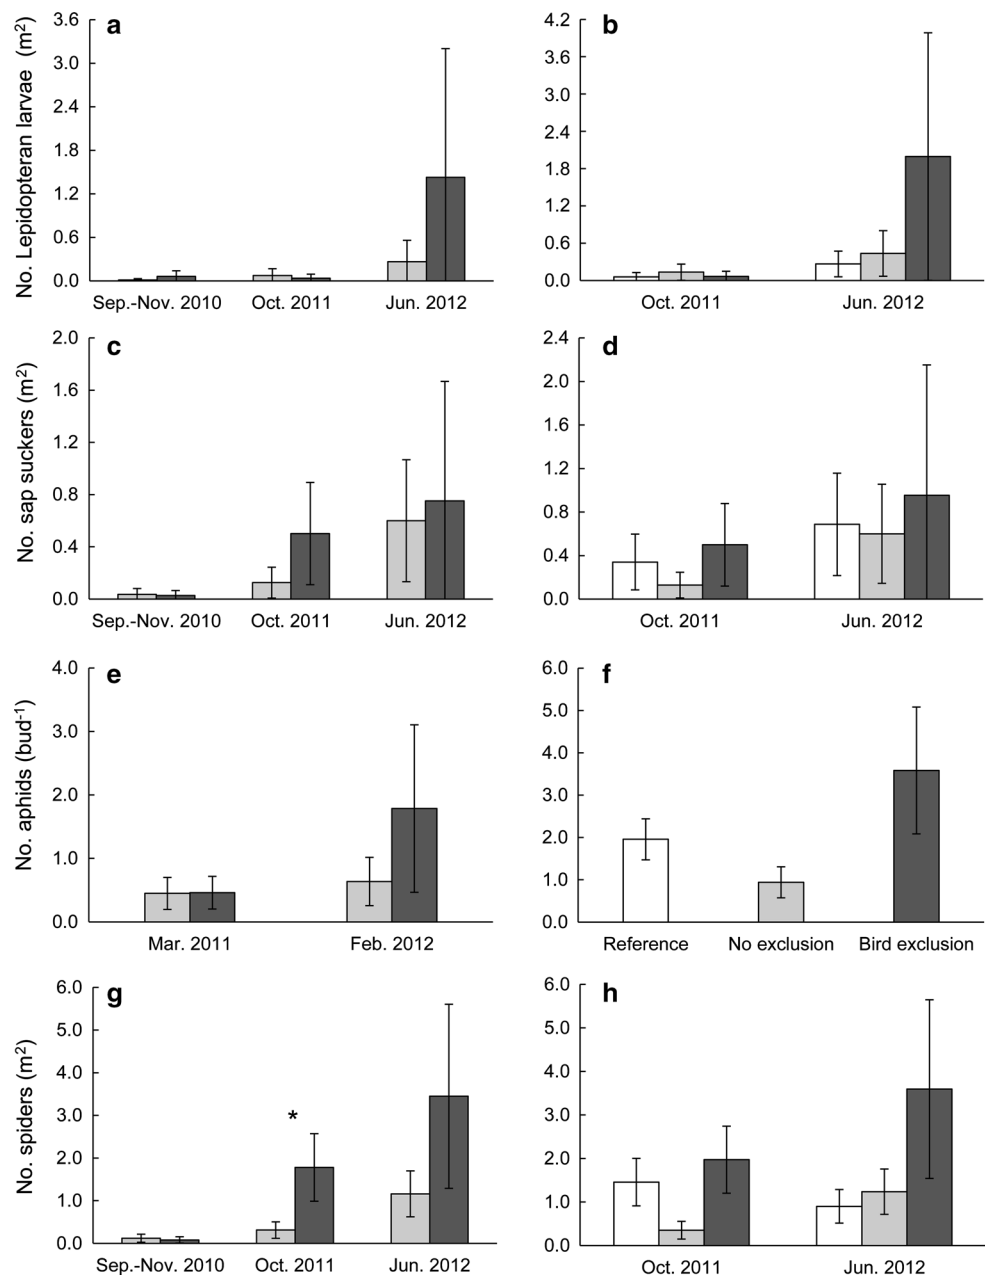 a
No. Lepidopteran larvae (m²)
3.6
3.0
2.4
1.8
1.2
0.6
0.0
Sep.-Nov. 2010 Oct. 2011 Jun. 2012
b
4.2
3.6
3.0
2.4
1.8
1.2
0.6
0.0
Oct. 2011 Jun. 2012
c
No. sap suckers (m²)
2.0
1.6
1.2
0.8
0.4
0.0
Sep.-Nov. 2010 Oct. 2011 Jun. 2012
d
2.4
2.0
1.6
1.2
0.8
0.4
0.0
Oct. 2011 Jun. 2012
e
No. aphids (bud⁻¹)
4.0
3.0
2.0
1.0
0.0
Mar. 2011 Feb. 2012
f
6.0
5.0
4.0
3.0
2.0
1.0
0.0
Reference No exclusion Bird exclusion
g
No. spiders (m²)
6.0
5.0
4.0
3.0
2.0
1.0
0.0
*
Sep.-Nov. 2010 Oct. 2011 Jun. 2012
h
6.0
5.0
4.0
3.0
2.0
1.0
0.0
Oct. 2011 Jun. 2012